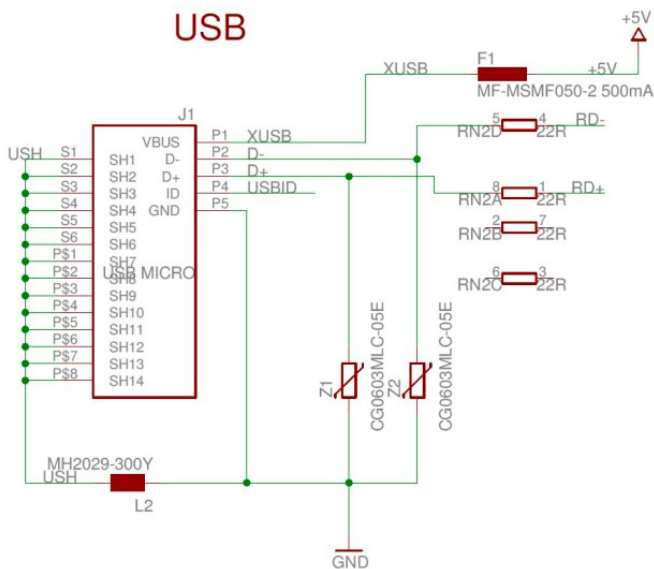 USB
+5V
F1
XUSB
+5V
MF-MSMF050-2 500mA
J1
5
4
RD-
RN2D
22R
USH
S1
SH1
VBUS
P1
XUSB
S2
SH2
D-
P2
D-
S3
SH3
D+
P3
D+
S4
SH4
ID
P4
USBID
S5
SH5
GND
P5
S6
SH6
P$1
SH7
USB MICRO
P$2
SH8
P$3
SH9
P$4
SH10
P$5
SH11
P$6
SH12
P$7
SH13
P$8
SH14
8
1
RD+
RN2A
22R
2
7
RN2B
22R
6
3
RN2C
22R
Z1
CG0603MLC-05E
Z2
CG0603MLC-05E
MH2029-300Y
USH
L2
GND